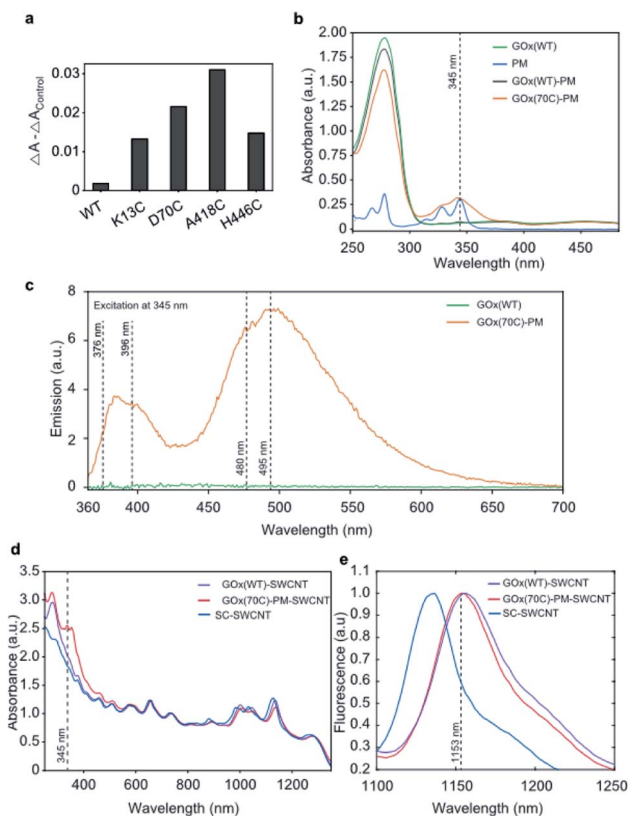 a
△A - △AControl
0.03
0.02
0.01
0
WT
K13C
D70C
A418C
H446C
b
Absorbance (a.u.)
2.00
1.75
1.50
1.25
1.00
0.75
0.50
0.25
0
345 nm
GOx(WT)
PM
GOx(WT)-PM
GOx(70C)-PM
250 300 350 400 450
Wavelength (nm)
c
Emission (a.u.)
8
6
4
2
0
Excitation at 345 nm
376 nm
396 nm
480 nm
495 nm
GOx(WT)
GOx(70C)-PM
360 400 450 500 550 600 650 700
Wavelength (nm)
d
Absorbance (a.u.)
3.5
3.0
2.5
2.0
1.5
1.0
0.5
0
345 nm
GOx(WT)-SWCNT
GOx(70C)-PM-SWCNT
SC-SWCNT
400 600 800 1000 1200
Wavelength (nm)
e
Fluorescence (a.u)
1.0
0.9
0.8
0.7
0.6
0.5
0.4
0.3
0.2
1153 nm
GOx(WT)-SWCNT
GOx(70C)-PM-SWCNT
SC-SWCNT
1100 1150 1200 1250
Wavelength (nm)